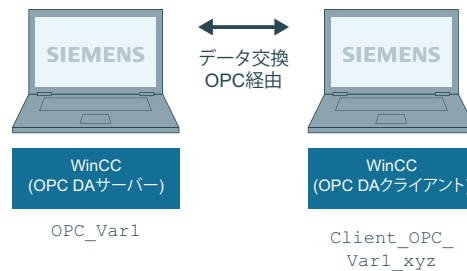 SIEMENS
データ交換
OPC経由
SIEMENS
WinCC
(OPC DAサーバー)
WinCC
(OPC DAクライアント)
OPC_Var1
Client_OPC_
Var1_xyz